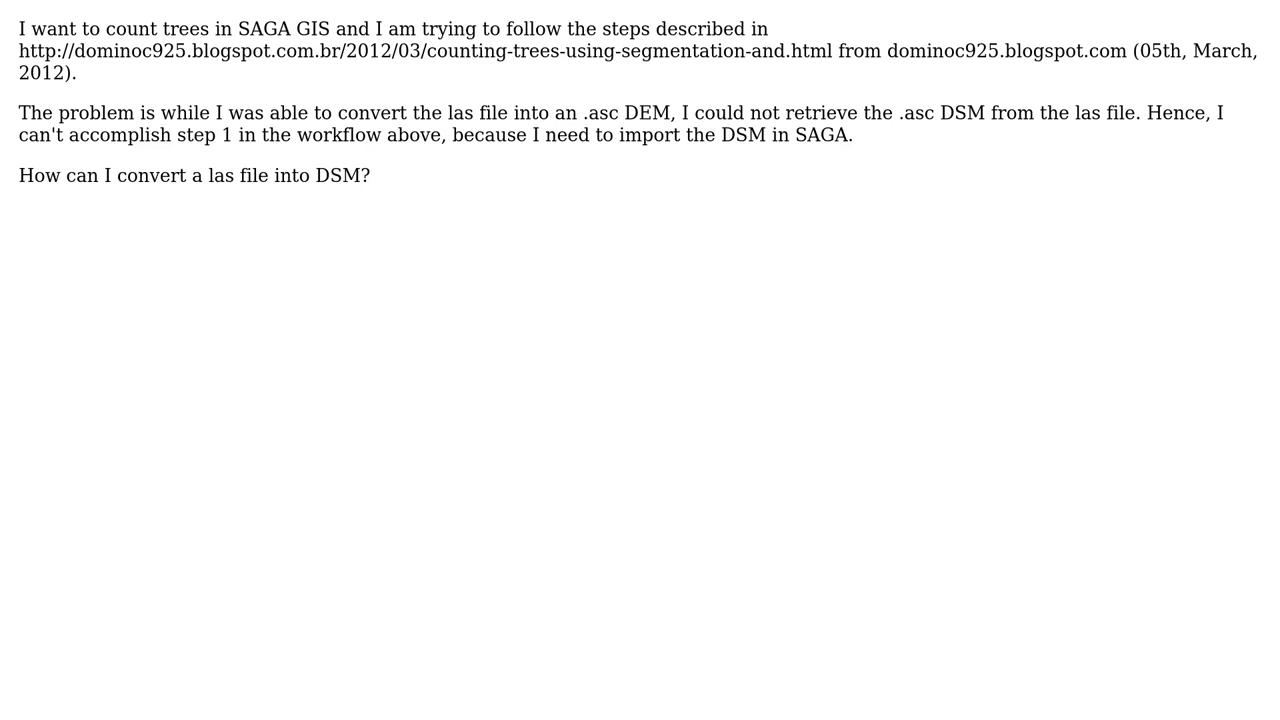 I want to count trees in SAGA GIS and I am trying to follow the steps described in
http://dominoc925.blogspot.com.br/2012/03/counting-trees-using-segmentation-and.html from dominoc925.blogspot.com (05th, March,
2012).
The problem is while I was able to convert the las file into an .asc DEM, I could not retrieve the .asc DSM from the las file. Hence, I
can't accomplish step 1 in the workflow above, because I need to import the DSM in SAGA.
How can I convert a las file into DSM?